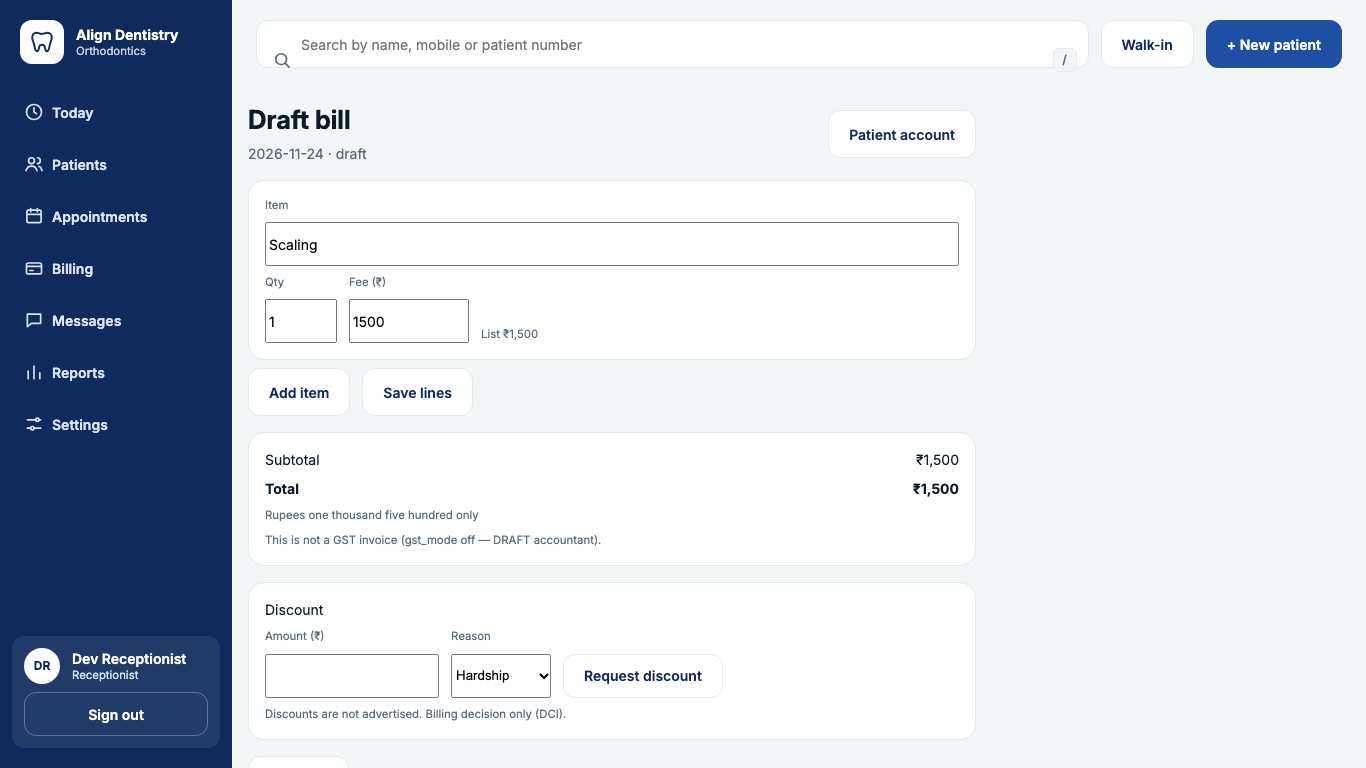 Align Dentistry
Orthodontics
Today
Patients
Appointments
Billing
Messages
Reports
Settings
DR
Dev Receptionist
Receptionist
Sign out
Search by name, mobile or patient number
/
Walk-in
+ New patient
Draft bill
2026-11-24 · draft
Patient account
Item
Scaling
Qty Fee (₹)
1 1500 List ₹1,500
Add item Save lines
Subtotal ₹1,500
Total ₹1,500
Rupees one thousand five hundred only
This is not a GST invoice (gst_mode off — DRAFT accountant).
Discount
Amount (₹) Reason
Hardship Request discount
Discounts are not advertised. Billing decision only (DCI).